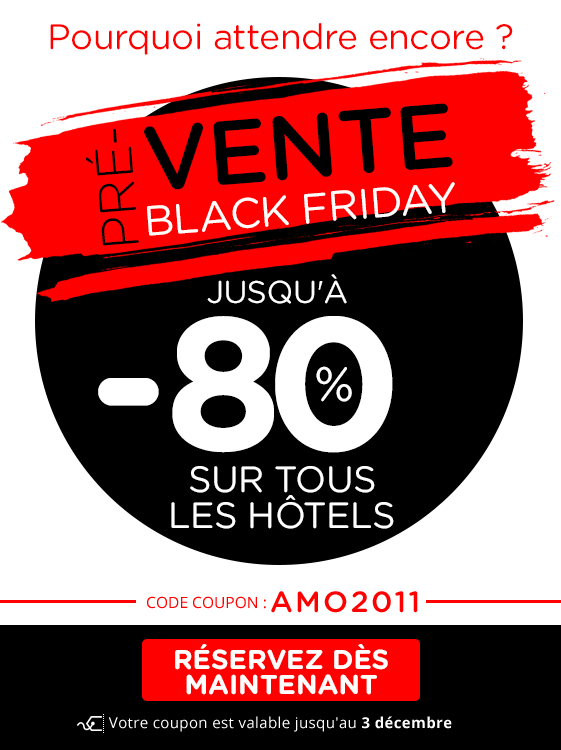 Pourquoi attendre encore ?
PRÉ-
VENTE
BLACK FRIDAY
JUSQU'À
-80%
SUR TOUS
LES HÔTELS
CODE COUPON : AMO2011
RÉSERVEZ DÈS
MAINTENANT
Votre coupon est valable jusqu'au 3 décembre